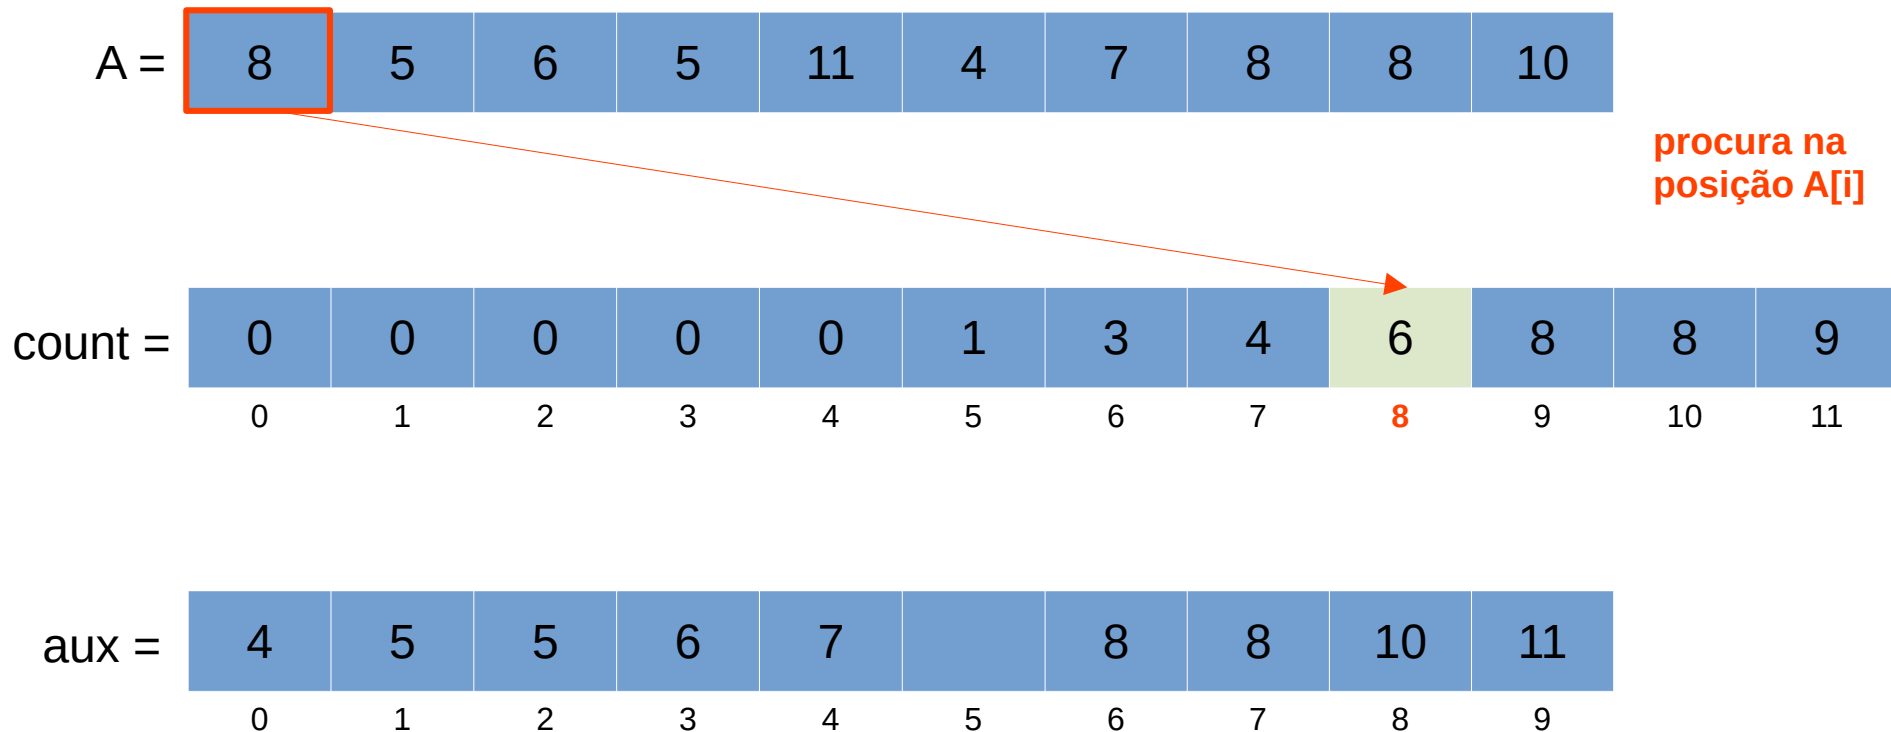 A = 8 5 6 5 11 4 7 8 8 10
procura na
posição A[i]
count = 0 0 0 0 0 1 3 4 6 8 8 9
0 1 2 3 4 5 6 7 8 9 10 11
aux = 4 5 5 6 7 8 8 10 11
0 1 2 3 4 5 6 7 8 9